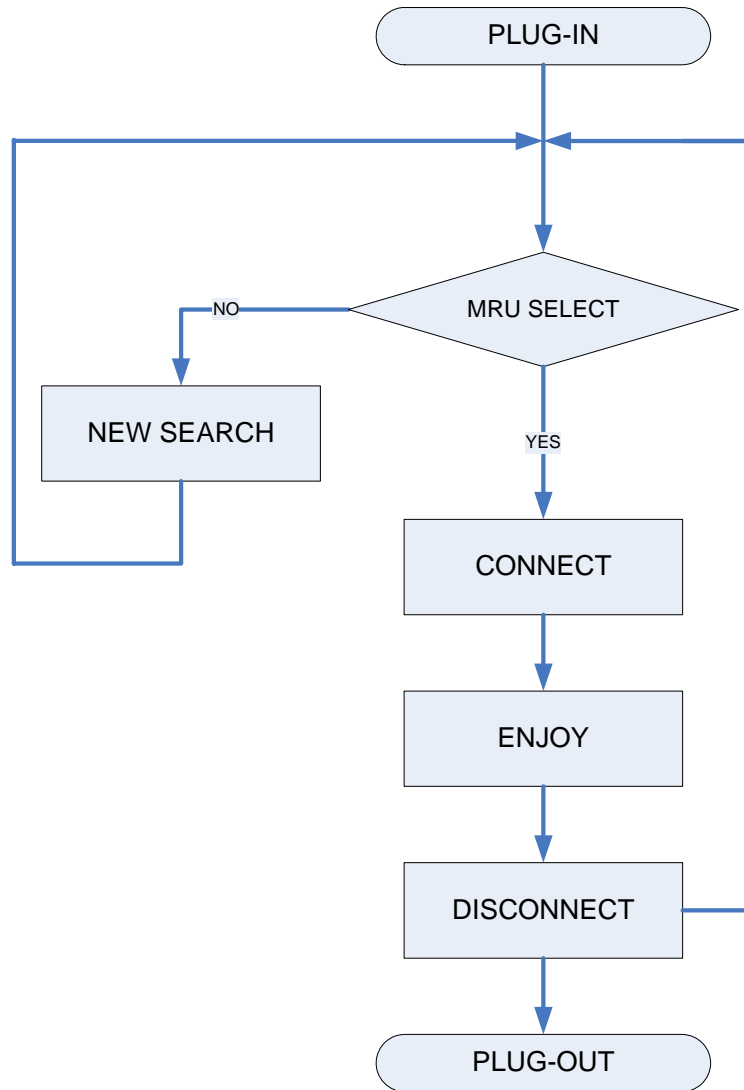 PLUG-IN
MRU SELECT
NO
NEW SEARCH
YES
CONNECT
ENJOY
DISCONNECT
PLUG-OUT